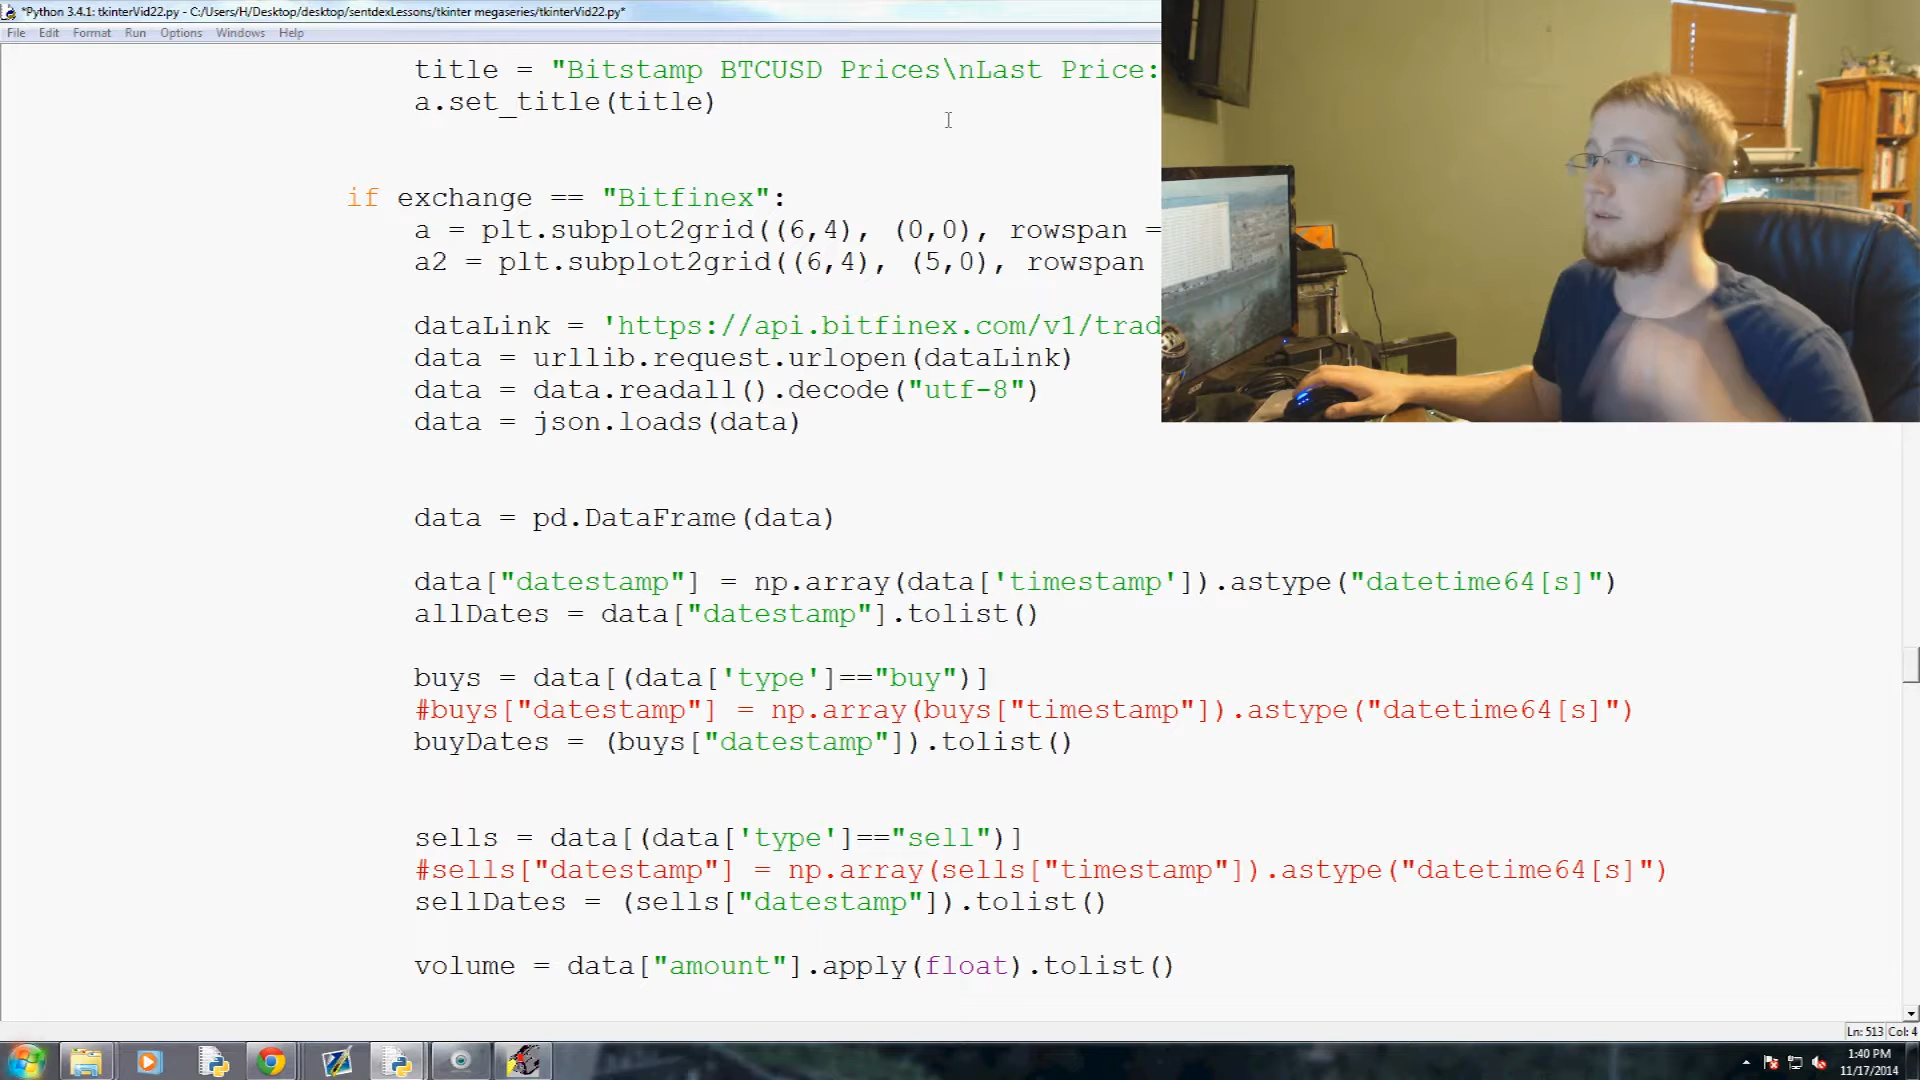 *Python 3.4.1: tkinterVid22.py - C:/Users/H/Desktop/desktop/sentdexLessons/tkinter megaseries/tkinterVid22.py*
File Edit Format Run Options Windows Help
title = "Bitstamp BTCUSD Prices\nLast Price:
a.set_title(title)
if exchange == "Bitfinex":
a = plt.subplot2grid((6,4), (0,0), rowspan =
a2 = plt.subplot2grid((6,4), (5,0), rowspan
dataLink = 'https://api.bitfinex.com/v1/trad
data = urllib.request.urlopen(dataLink)
data = data.readall().decode("utf-8")
data = json.loads(data)
data = pd.DataFrame(data)
data["datestamp"] = np.array(data['timestamp']).astype("datetime64[s]")
allDates = data["datestamp"].tolist()
buys = data[(data['type']=="buy")]
#buys["datestamp"] = np.array(buys["timestamp"]).astype("datetime64[s]")
buyDates = (buys["datestamp"]).tolist()
sells = data[(data['type']=="sell")]
#sells["datestamp"] = np.array(sells["timestamp"]).astype("datetime64[s]")
sellDates = (sells["datestamp"]).tolist()
volume = data["amount"].apply(float).tolist()
Ln: 513 Col: 4
1:40 PM
11/17/2014